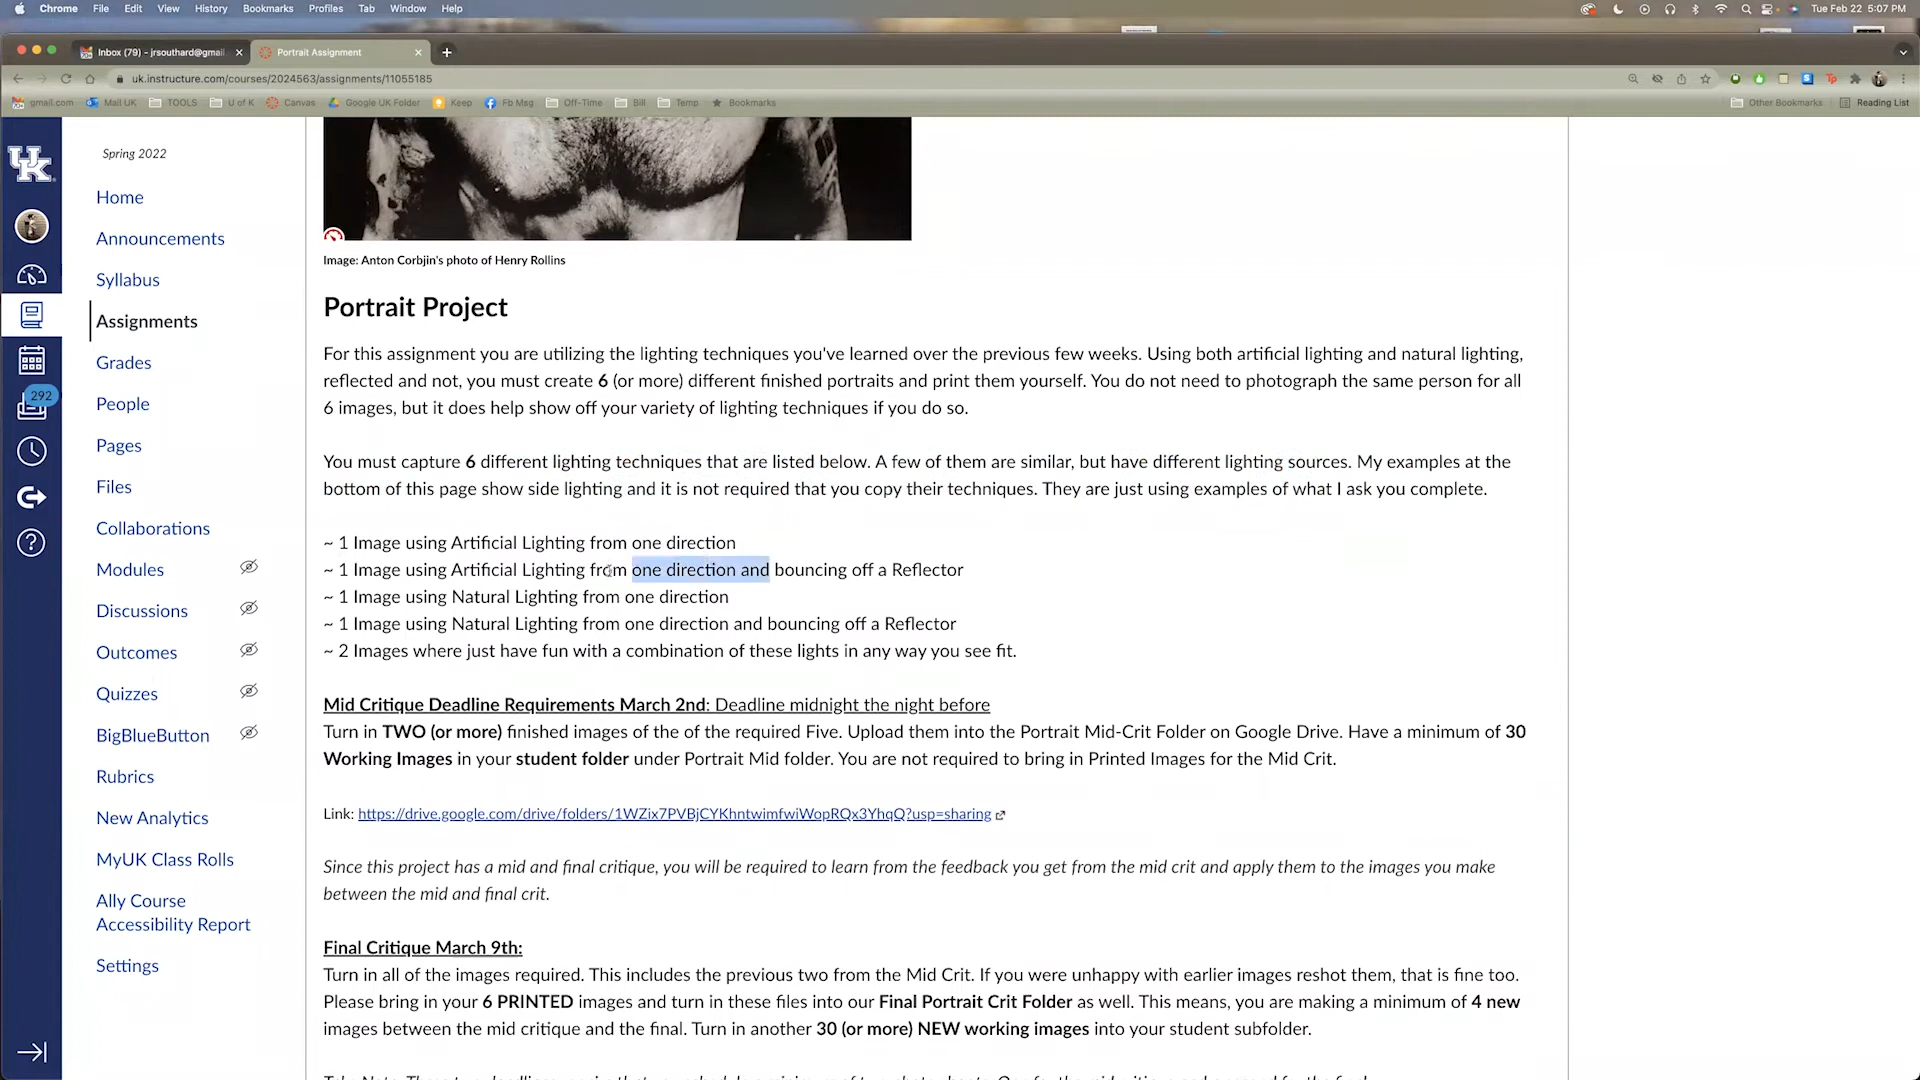 Chrome File Edit View History Bookmarks Profiles Tab Window Help Tue Feb 22 5:07 PM
Inbox (79) - jrsouthard@gmai Portrait Assignment
uk.instructure.com/courses/2024563/assignments/11055185
gmail.com Mail UK TOOLS U of K Canvas Google UK Folder Keep Fb Msg Off-Time Bill Temp Bookmarks Other Bookmarks Reading List
UK
292
Spring 2022
Home
Announcements
Syllabus
Assignments
Grades
People
Pages
Files
Collaborations
Modules
Discussions
Outcomes
Quizzes
BigBlueButton
Rubrics
New Analytics
MyUK Class Rolls
Ally Course
Accessibility Report
Settings
Image: Anton Corbjin's photo of Henry Rollins
Portrait Project
For this assignment you are utilizing the lighting techniques you've learned over the previous few weeks. Using both artificial lighting and natural lighting,
reflected and not, you must create 6 (or more) different finished portraits and print them yourself. You do not need to photograph the same person for all
6 images, but it does help show off your variety of lighting techniques if you do so.
You must capture 6 different lighting techniques that are listed below. A few of them are similar, but have different lighting sources. My examples at the
bottom of this page show side lighting and it is not required that you copy their techniques. They are just using examples of what I ask you complete.
~ 1 Image using Artificial Lighting from one direction
~ 1 Image using Artificial Lighting from one direction and bouncing off a Reflector
~ 1 Image using Natural Lighting from one direction
~ 1 Image using Natural Lighting from one direction and bouncing off a Reflector
~ 2 Images where just have fun with a combination of these lights in any way you see fit.
Mid Critique Deadline Requirements March 2nd: Deadline midnight the night before
Turn in TWO (or more) finished images of the of the required Five. Upload them into the Portrait Mid-Crit Folder on Google Drive. Have a minimum of 30
Working Images in your student folder under Portrait Mid folder. You are not required to bring in Printed Images for the Mid Crit.
Link: https://drive.google.com/drive/folders/1WZix7PVBjCYKhntwimfwiWopRQx3YhqQ?usp=sharing
Since this project has a mid and final critique, you will be required to learn from the feedback you get from the mid crit and apply them to the images you make
between the mid and final crit.
Final Critique March 9th:
Turn in all of the images required. This includes the previous two from the Mid Crit. If you were unhappy with earlier images reshot them, that is fine too.
Please bring in your 6 PRINTED images and turn in these files into our Final Portrait Crit Folder as well. This means, you are making a minimum of 4 new
images between the mid critique and the final. Turn in another 30 (or more) NEW working images into your student subfolder.